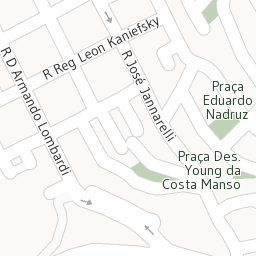 R Reg Leon Kaniefsky
R D Armando Lombardi
R José Jannarelli
Praça
Eduardo
Nadruz
Praça Des.
Young da
Costa Manso